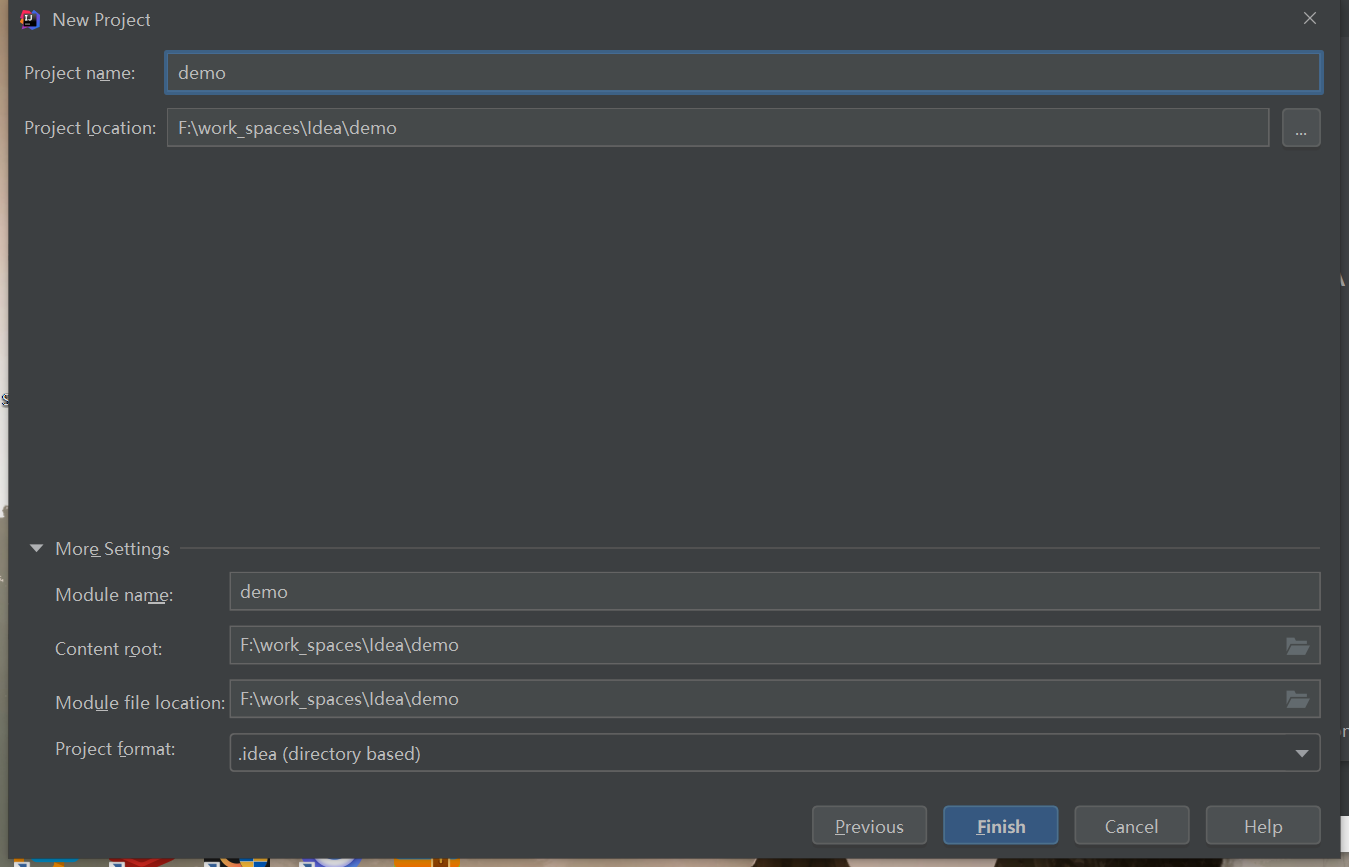 New Project
Project name: demo
Project location: F:\work_spaces\Idea\demo ...
More Settings
Module name: demo
Content root: F:\work_spaces\Idea\demo
Module file location: F:\work_spaces\Idea\demo
Project format: .idea (directory based)
Previous Finish Cancel Help